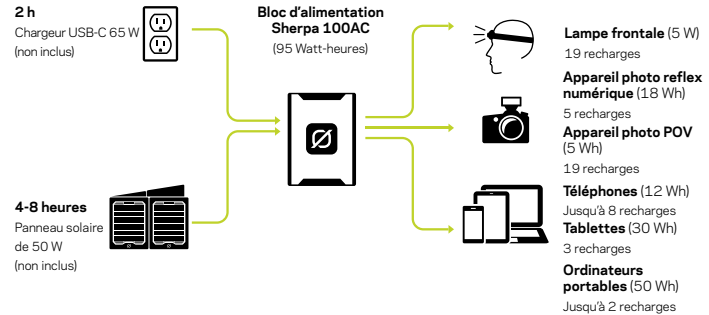 2 h
Chargeur USB-C 65 W
(non inclus)
4-8 heures
Panneau solaire
de 50 W
(non inclus)
Bloc d'alimentation
Sherpa 100AC
(95 Watt-heures)
Lampe frontale (5 W)
19 recharges
Appareil photo reflex
numérique (18 Wh)
5 recharges
Appareil photo POV
(5 Wh)
19 recharges
Téléphones (12 Wh)
Jusqu'à 8 recharges
Tablettes (30 Wh)
3 recharges
Ordinateurs
portables (50 Wh)
Jusqu'à 2 recharges